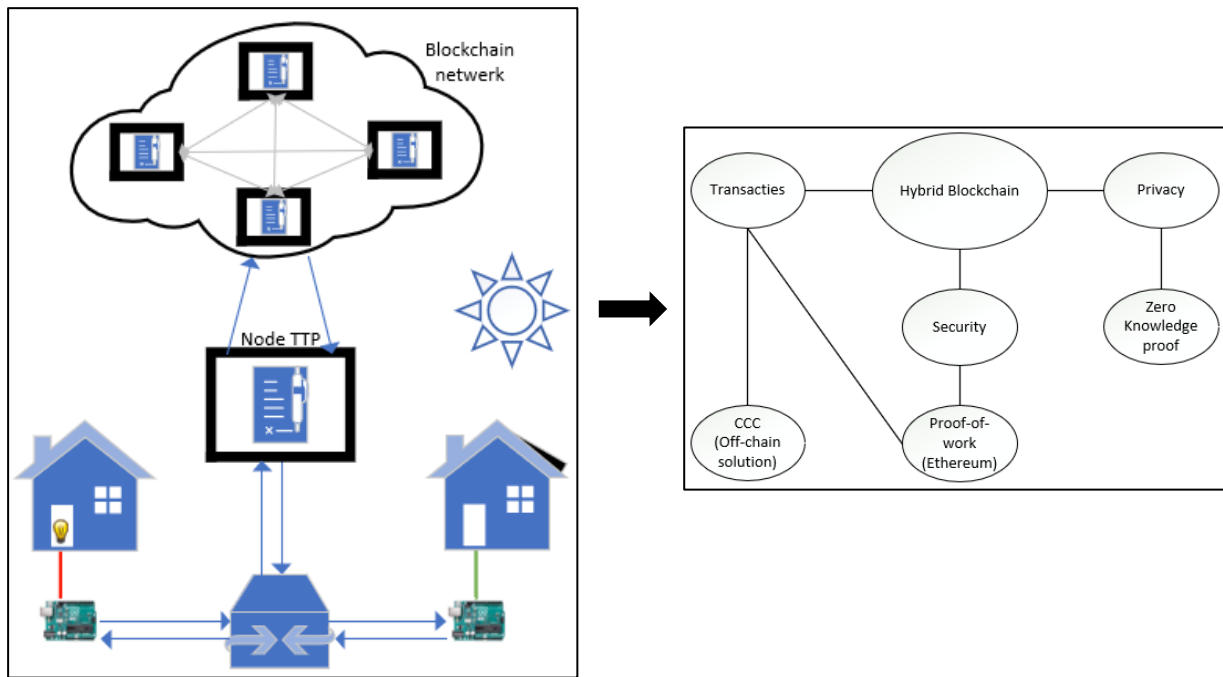 Blockchain
netwerk
Node TTP
Transacties
Hybrid Blockchain
Privacy
Security
Zero
Knowledge
proof
CCC
(Off-chain
solution)
Proof-of-
work
(Ethereum)